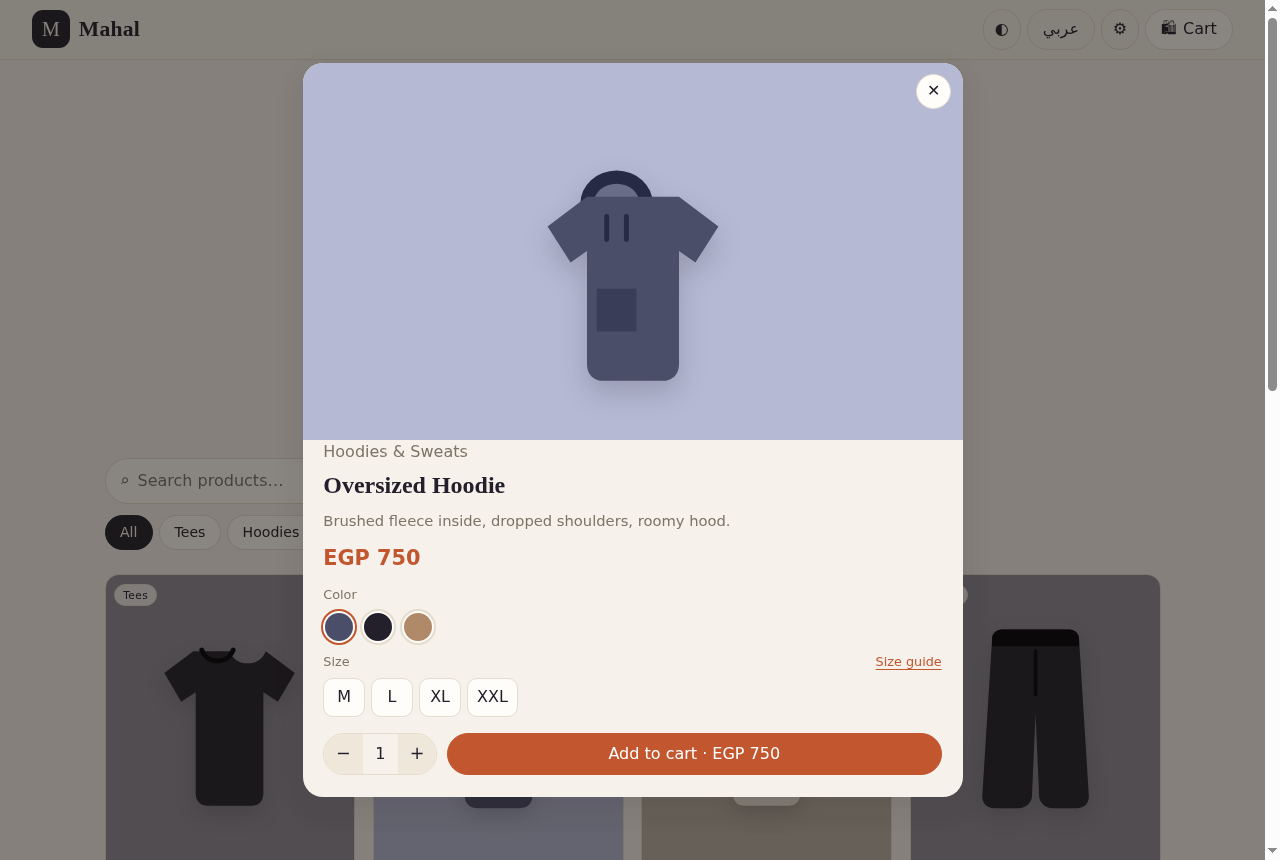 M Mahal
عربي
Cart
×
Hoodies & Sweats
Oversized Hoodie
Brushed fleece inside, dropped shoulders, roomy hood.
EGP 750
Color
Size
Size guide
M L XL XXL
− 1 +
Add to cart · EGP 750
Search products…
All Tees Hoodies
Tees